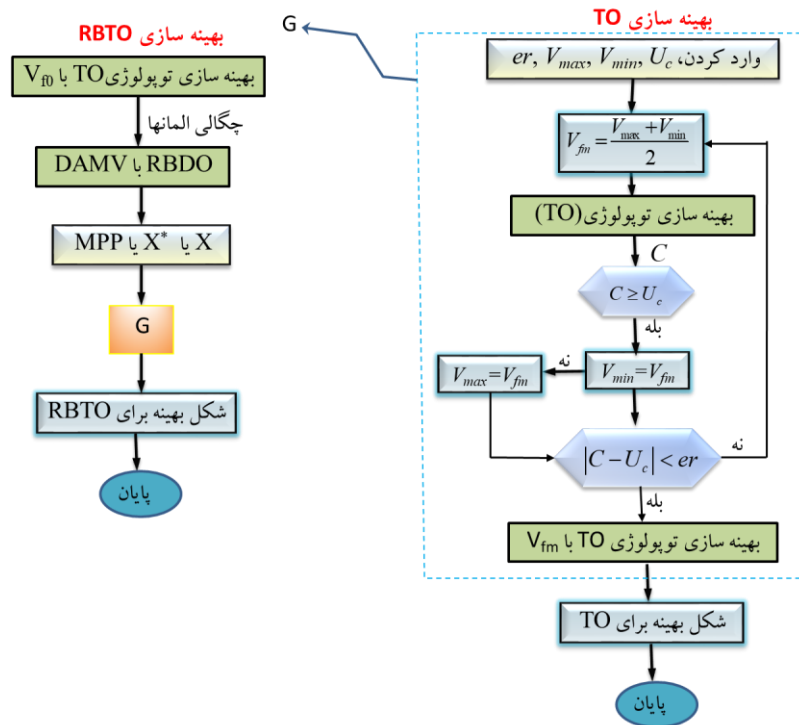 بهینه سازی TO
G
وارد کردن، er, Vmax, Vmin, Uc
Vfm = (Vmax + Vmin) / 2
بهینه سازی توپولوژی(TO)
C
C ≥ Uc
بله
Vmin=Vfm
نه
Vmax=Vfm
|C − Uc| < er
نه
بله
بهینه سازی توپولوژی TO با Vfm
شکل بهینه برای TO
پایان
بهینه سازی RBTO
بهینه سازی توپولوژیTO با Vf0
چگالی المانها
RBDO با DAMV
X یا X* یا MPP
G
شکل بهینه برای RBTO
پایان